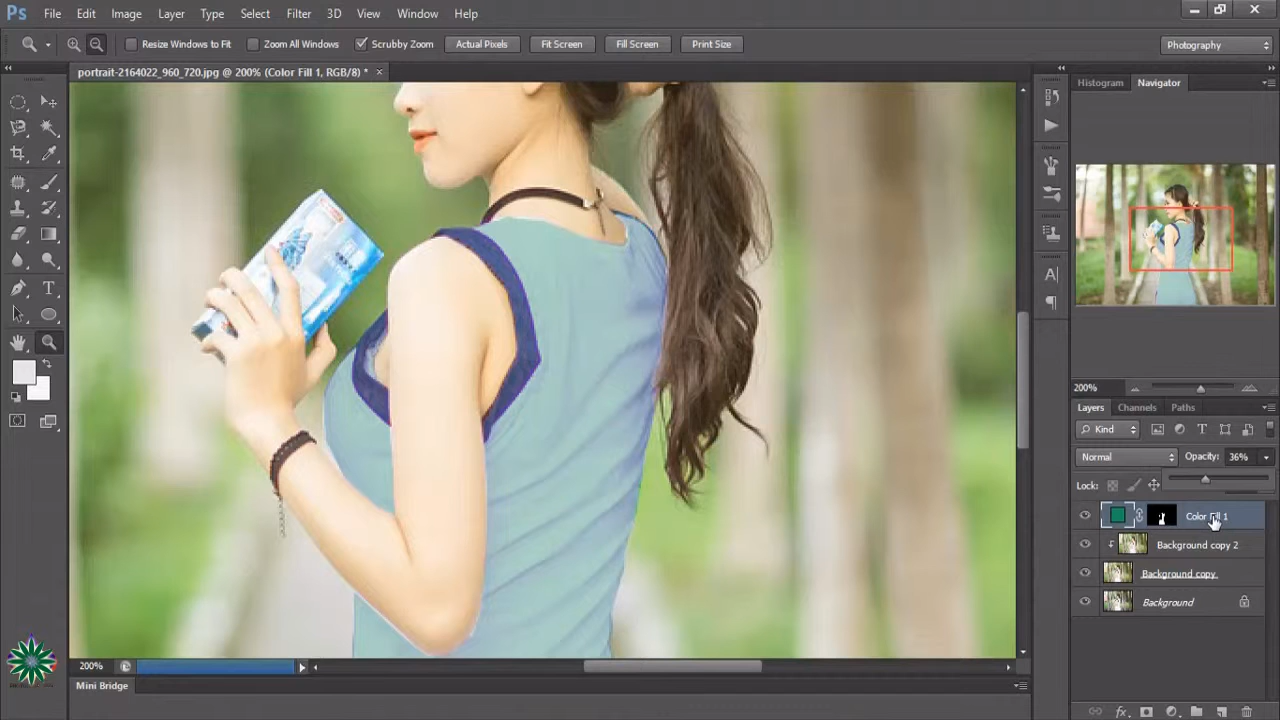 Ps File Edit Image Layer Type Select Filter 3D View Window Help
Resize Windows to Fit Zoom All Windows Scrubby Zoom Actual Pixels Fit Screen Fill Screen Print Size Photography
portrait-2164022_960_720.jpg @ 200% (Color Fill 1, RGB/8) * ×
Histogram Navigator
200%
Layers Channels Paths
Kind
Normal Opacity: 36%
Lock:
Color Fill 1
Background copy 2
Background copy
Background
200%
Mini Bridge